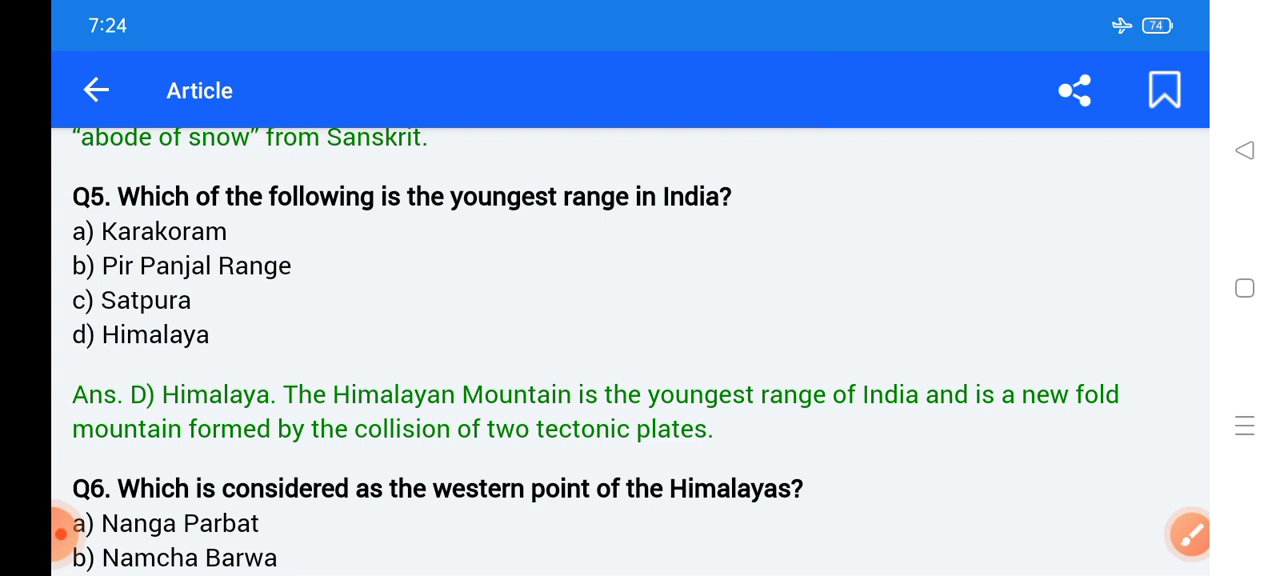 7:24
74
Article
“abode of snow” from Sanskrit.
Q5. Which of the following is the youngest range in India?
a) Karakoram
b) Pir Panjal Range
c) Satpura
d) Himalaya
Ans. D) Himalaya. The Himalayan Mountain is the youngest range of India and is a new fold
mountain formed by the collision of two tectonic plates.
Q6. Which is considered as the western point of the Himalayas?
a) Nanga Parbat
b) Namcha Barwa